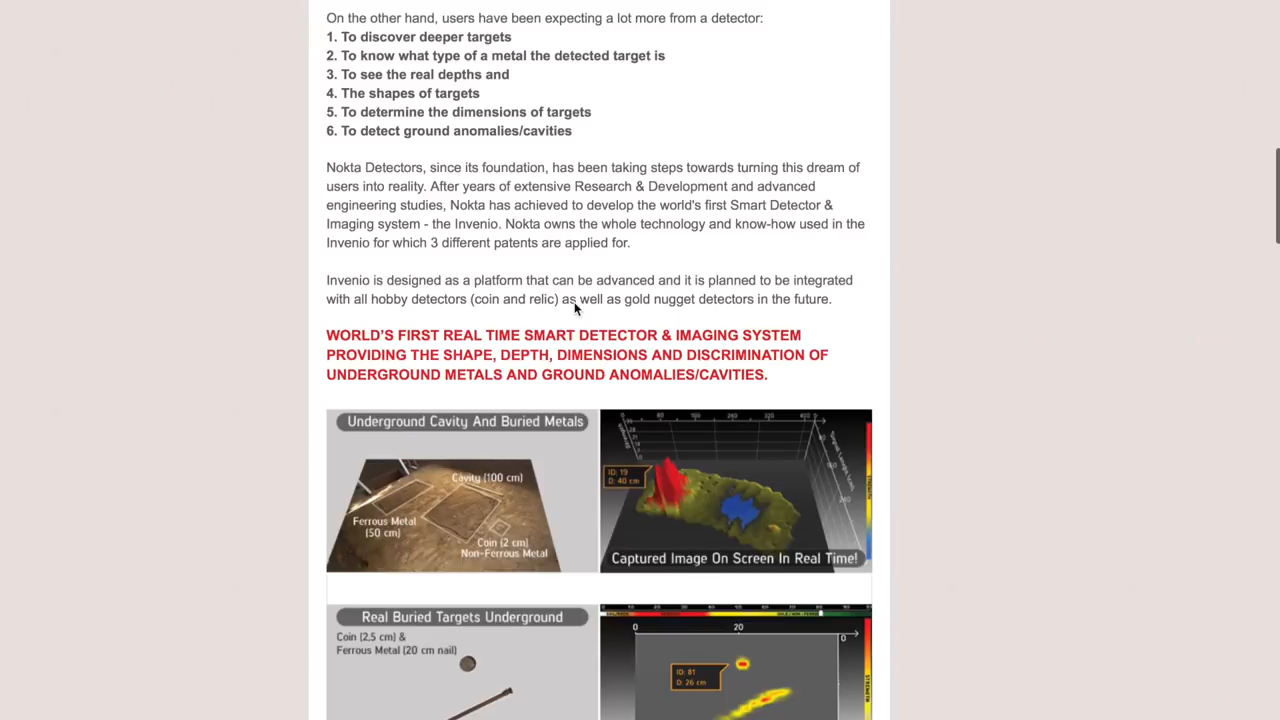 On the other hand, users have been expecting a lot more from a detector:
1. To discover deeper targets
2. To know what type of a metal the detected target is
3. To see the real depths and
4. The shapes of targets
5. To determine the dimensions of targets
6. To detect ground anomalies/cavities
Nokta Detectors, since its foundation, has been taking steps towards turning this dream of
users into reality. After years of extensive Research & Development and advanced
engineering studies, Nokta has achieved to develop the world's first Smart Detector &
Imaging system - the Invenio. Nokta owns the whole technology and know-how used in the
Invenio for which 3 different patents are applied for.
Invenio is designed as a platform that can be advanced and it is planned to be integrated
with all hobby detectors (coin and relic) as well as gold nugget detectors in the future.
WORLD'S FIRST REAL TIME SMART DETECTOR & IMAGING SYSTEM
PROVIDING THE SHAPE, DEPTH, DIMENSIONS AND DISCRIMINATION OF
UNDERGROUND METALS AND GROUND ANOMALIES/CAVITIES.
Underground Cavity And Buried Metals
Cavity (100 cm)
Ferrous Metal
(50 cm)
Coin (2 cm)
Non-Ferrous Metal
ID: 19
D: 40 cm
Captured Image On Screen In Real Time!
Real Buried Targets Underground
Coin (2,5 cm) &
Ferrous Metal (20 cm nail)
0
20
0
ID: 81
D: 26 cm